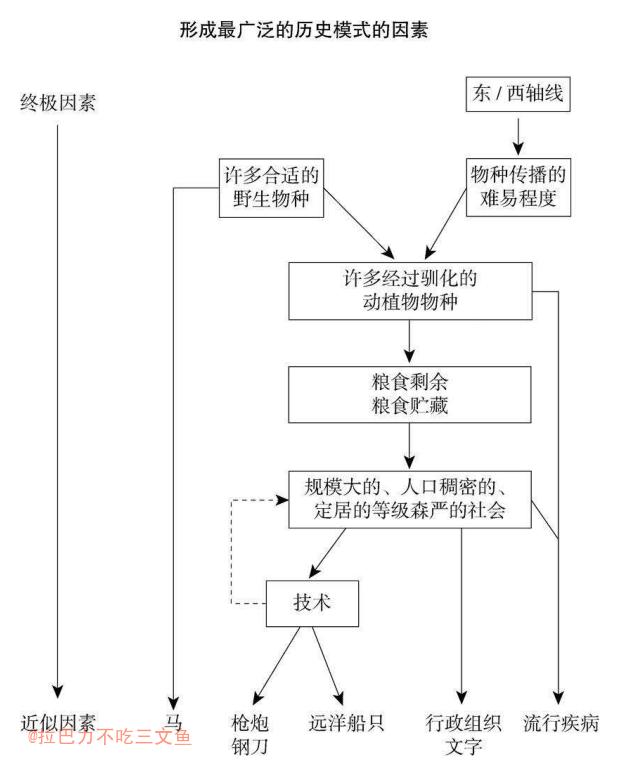 形成最广泛的历史模式的因素
终极因素
东 / 西轴线
许多合适的
野生物种
物种传播的
难易程度
许多经过驯化的
动植物物种
粮食剩余
粮食贮藏
规模大的、人口稠密的、
定居的等级森严的社会
技术
近似因素
马
枪炮
钢刀
远洋船只
行政组织
文字
流行疾病
@拉巴力不吃三文鱼